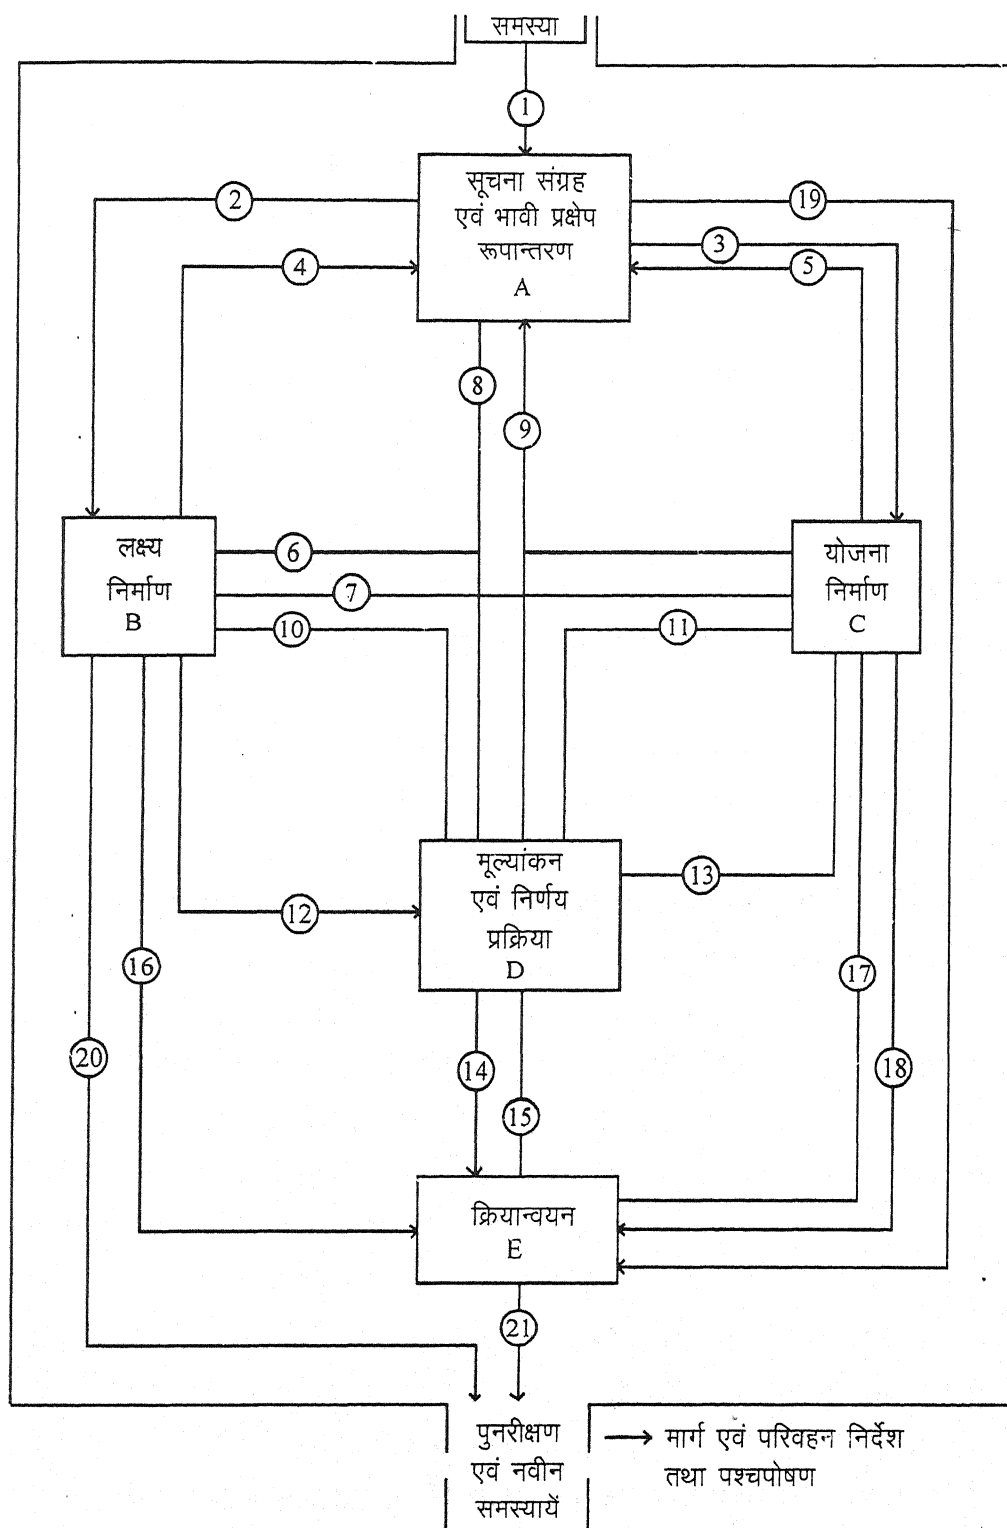 समस्या
1
सूचना संग्रह
एवं भावी प्रक्षेप
रूपान्तरण
A
2
19
3
4
5
8
9
लक्ष्य
निर्माण
B
योजना
निर्माण
C
6
7
10
11
मूल्यांकन
एवं निर्णय
प्रक्रिया
D
13
12
16
17
20
14
18
15
क्रियान्वयन
E
21
पुनरीक्षण
एवं नवीन
समस्यायें
मार्ग एवं परिवहन निर्देश
तथा पश्चपोषण